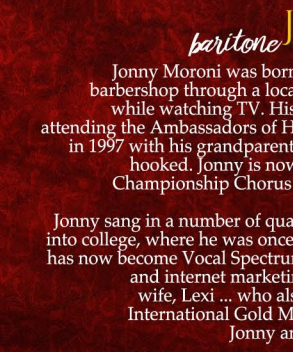 J
baritone
Jonny Moroni was born
barbershop through a loca
while watching TV. His
attending the Ambassadors of H
in 1997 with his grandparent
hooked. Jonny is now
Championship Chorus
Jonny sang in a number of qua
into college, where he was once
has now become Vocal Spectru
and internet marketi
wife, Lexi ... who als
International Gold M
Jonny an